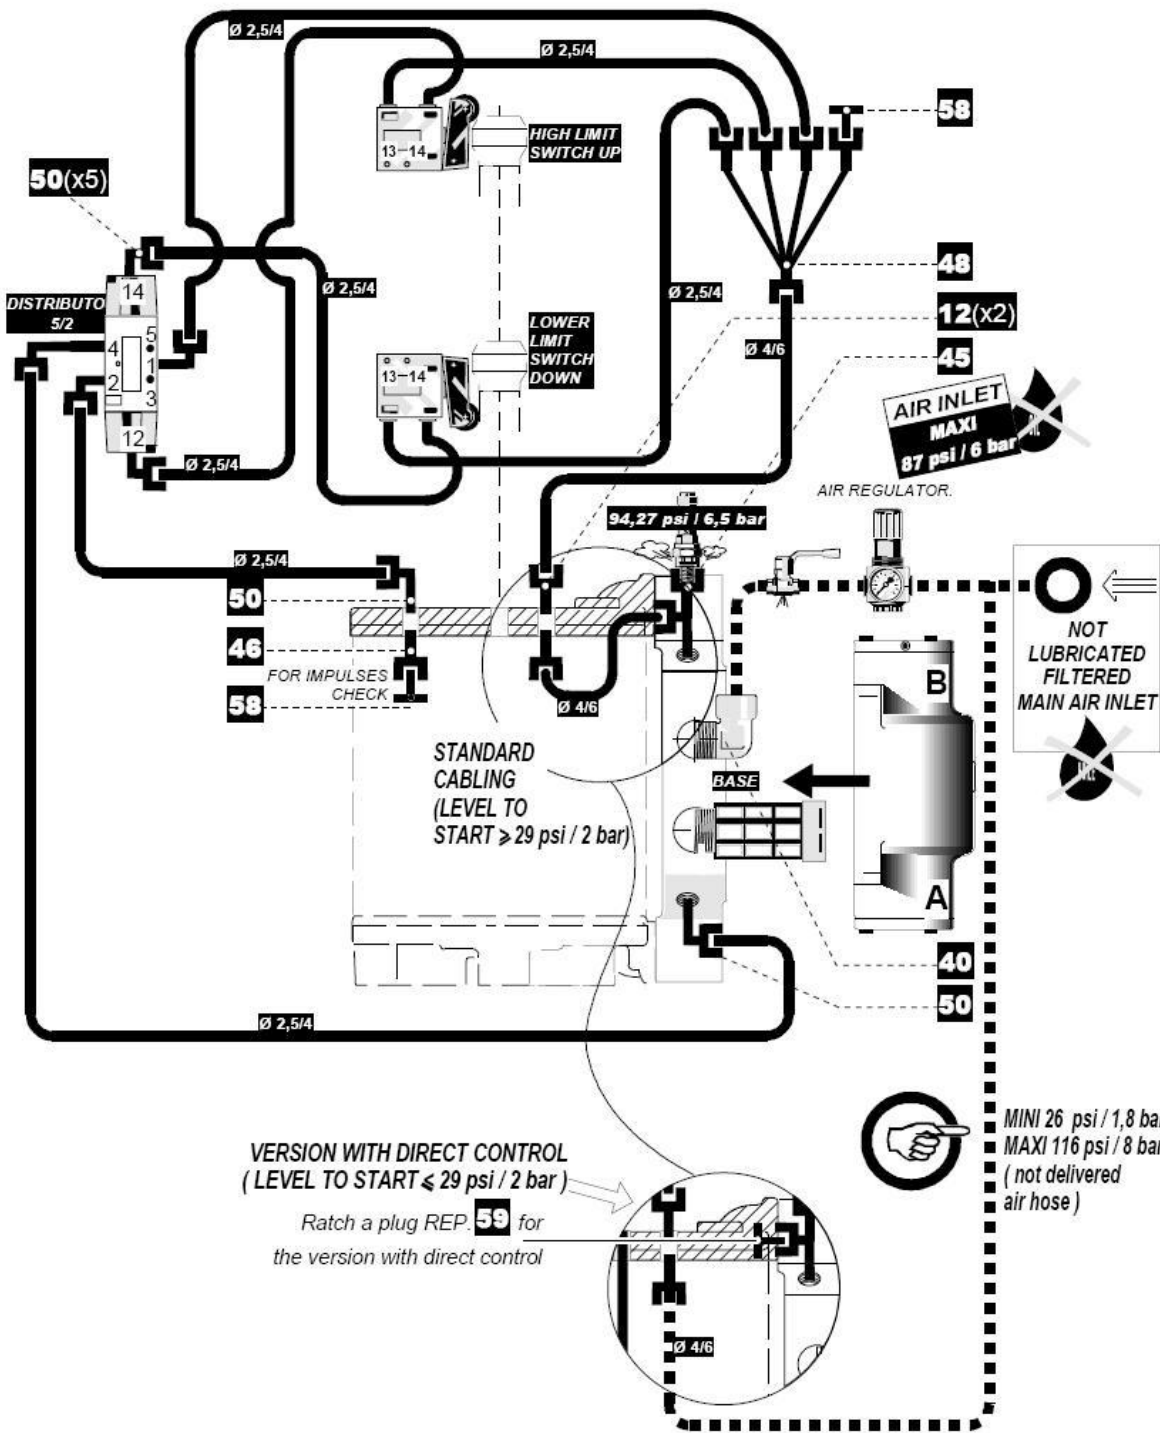 Ø 2,5/4
Ø 2,5/4
58
13-14
HIGH LIMIT
SWITCH UP
50(x5)
48
14
Ø 2,5/4
Ø 2,5/4
DISTRIBUTO
5/2
12(x2)
LOWER
LIMIT
SWITCH
DOWN
5
4
1
2
3
Ø 4/6
45
13-14
AIR INLET
MAXI
87 psi / 6 bar
12
Ø 2,5/4
AIR REGULATOR.
94,27 psi / 6,5 bar
Ø 2,5/4
50
46
FOR IMPULSES
CHECK
58
Ø 4/6
NOT
LUBRICATED
FILTERED
MAIN AIR INLET
B
STANDARD
CABLING
(LEVEL TO
START ⩾ 29 psi / 2 bar)
BASE
A
40
50
Ø 2,5/4
MINI 26 psi / 1,8 ba
MAXI 116 psi / 8 bar
( not delivered
air hose )
VERSION WITH DIRECT CONTROL
( LEVEL TO START ⩽ 29 psi / 2 bar )
Ratch a plug REP. 59 for
the version with direct control
Ø 4/6